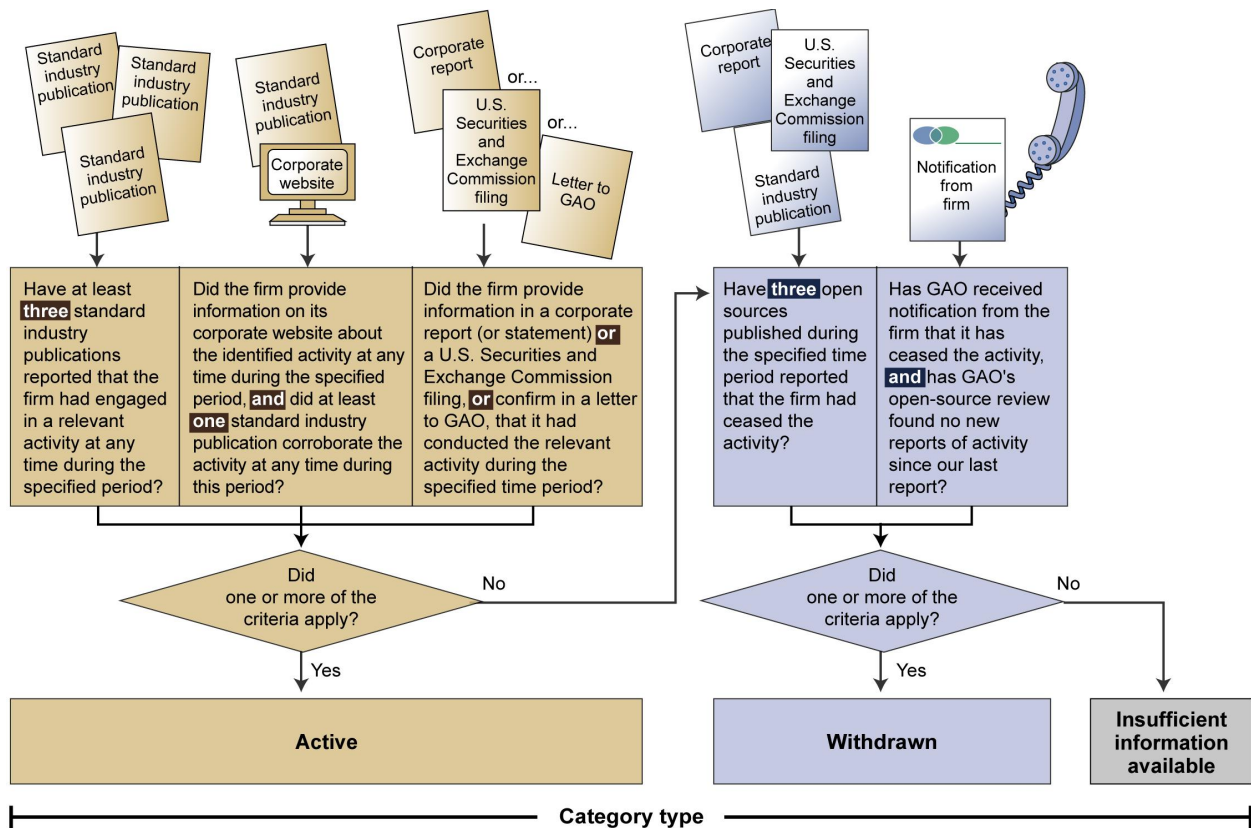 Standard
industry
publication
Standard
industry
publication
Standard
industry
publication
Standard
industry
publication
Corporate
website
Corporate
report
or...
U.S.
Securities
and
Exchange
Commission
filing
or...
Letter to
GAO
Corporate
report
U.S.
Securities
and
Exchange
Commission
filing
Standard
industry
publication
Notification
from
firm
Have at least
three standard
industry
publications
reported that the
firm had engaged
in a relevant
activity at any
time during the
specified period?
Did the firm provide
information on its
corporate website about
the identified activity at any
time during the specified
period, and did at least
one standard industry
publication corroborate the
activity at any time during
this period?
Did the firm provide
information in a corporate
report (or statement) or
a U.S. Securities and
Exchange Commission
filing, or confirm in a letter
to GAO, that it had
conducted the relevant
activity during the
specified time period?
Have three open
sources
published during
the specified time
period reported
that the firm had
ceased the
activity?
Has GAO received
notification from the
firm that it has
ceased the activity,
and has GAO's
open-source review
found no new
reports of activity
since our last
report?
Did
one or more of the
criteria apply?
No
Yes
Did
one or more of the
criteria apply?
No
Yes
Active
Withdrawn
Insufficient
information
available
Category type